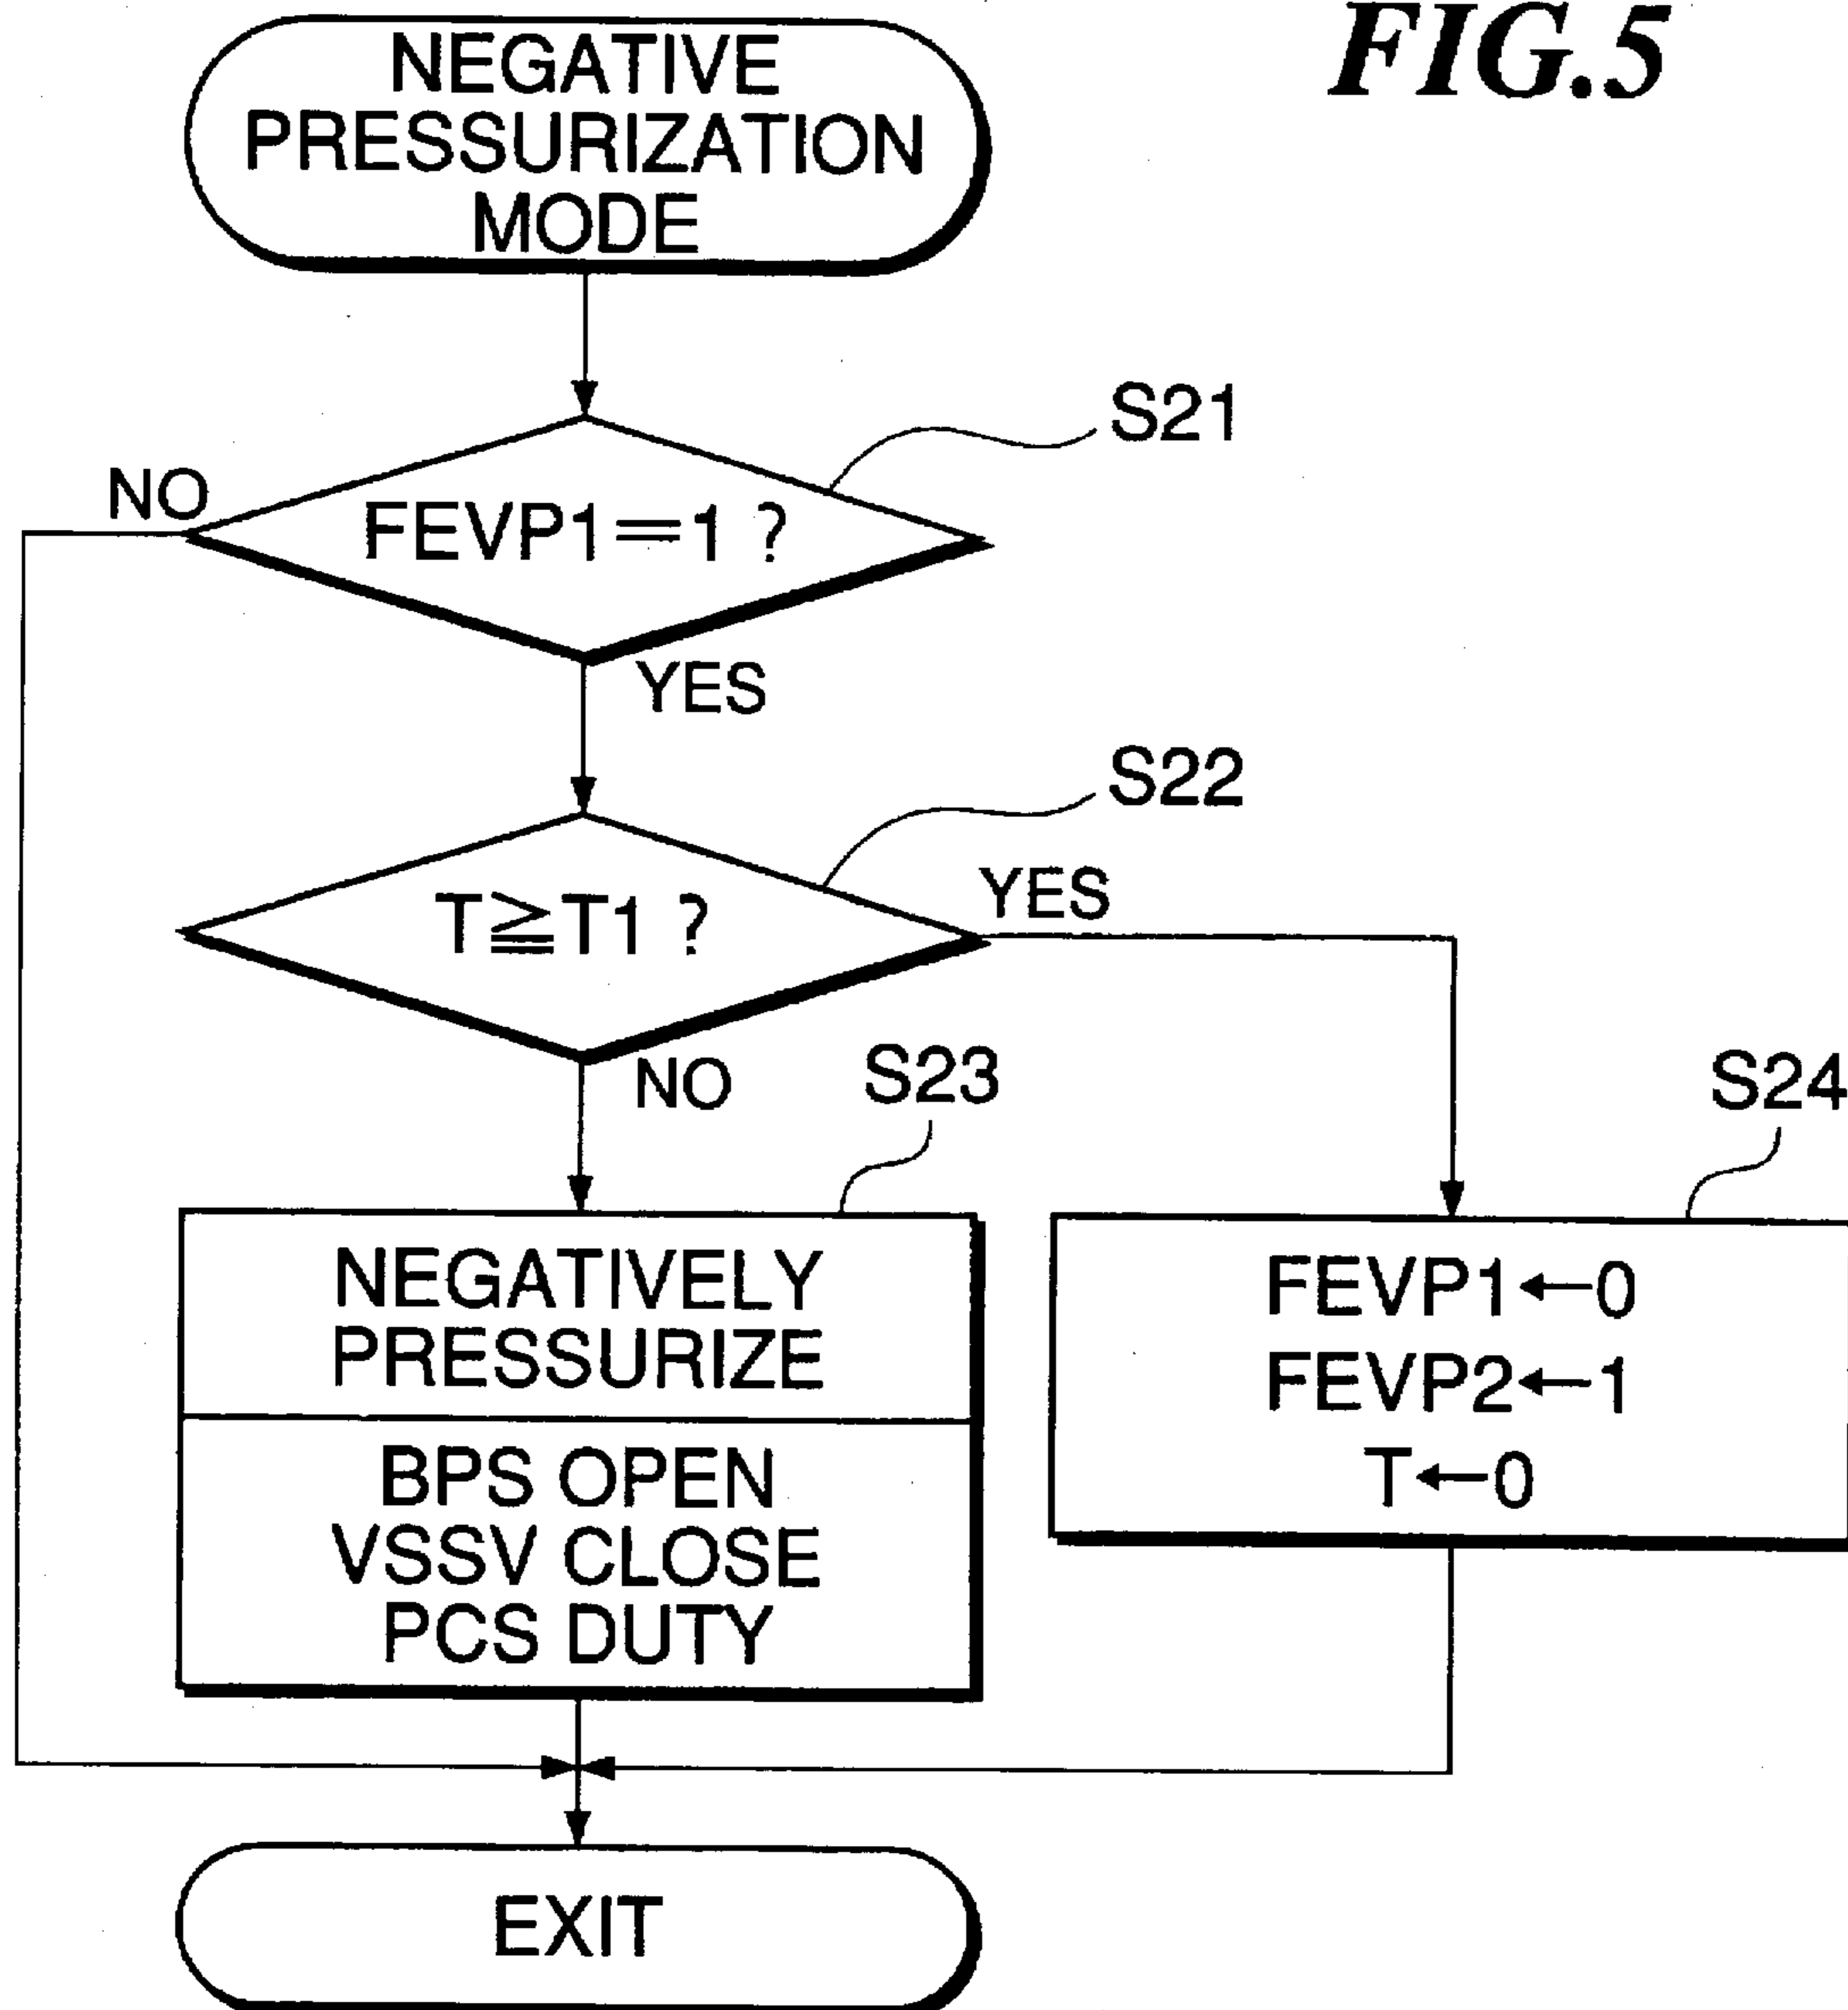 FIG.5
NEGATIVE
PRESSURIZATION
MODE
S21
NO
FEVP1=1 ?
YES
S22
T≧T1 ?
YES
NO
S23
S24
NEGATIVELY
PRESSURIZE
BPS OPEN
VSSV CLOSE
PCS DUTY
FEVP1←0
FEVP2←1
T←0
EXIT